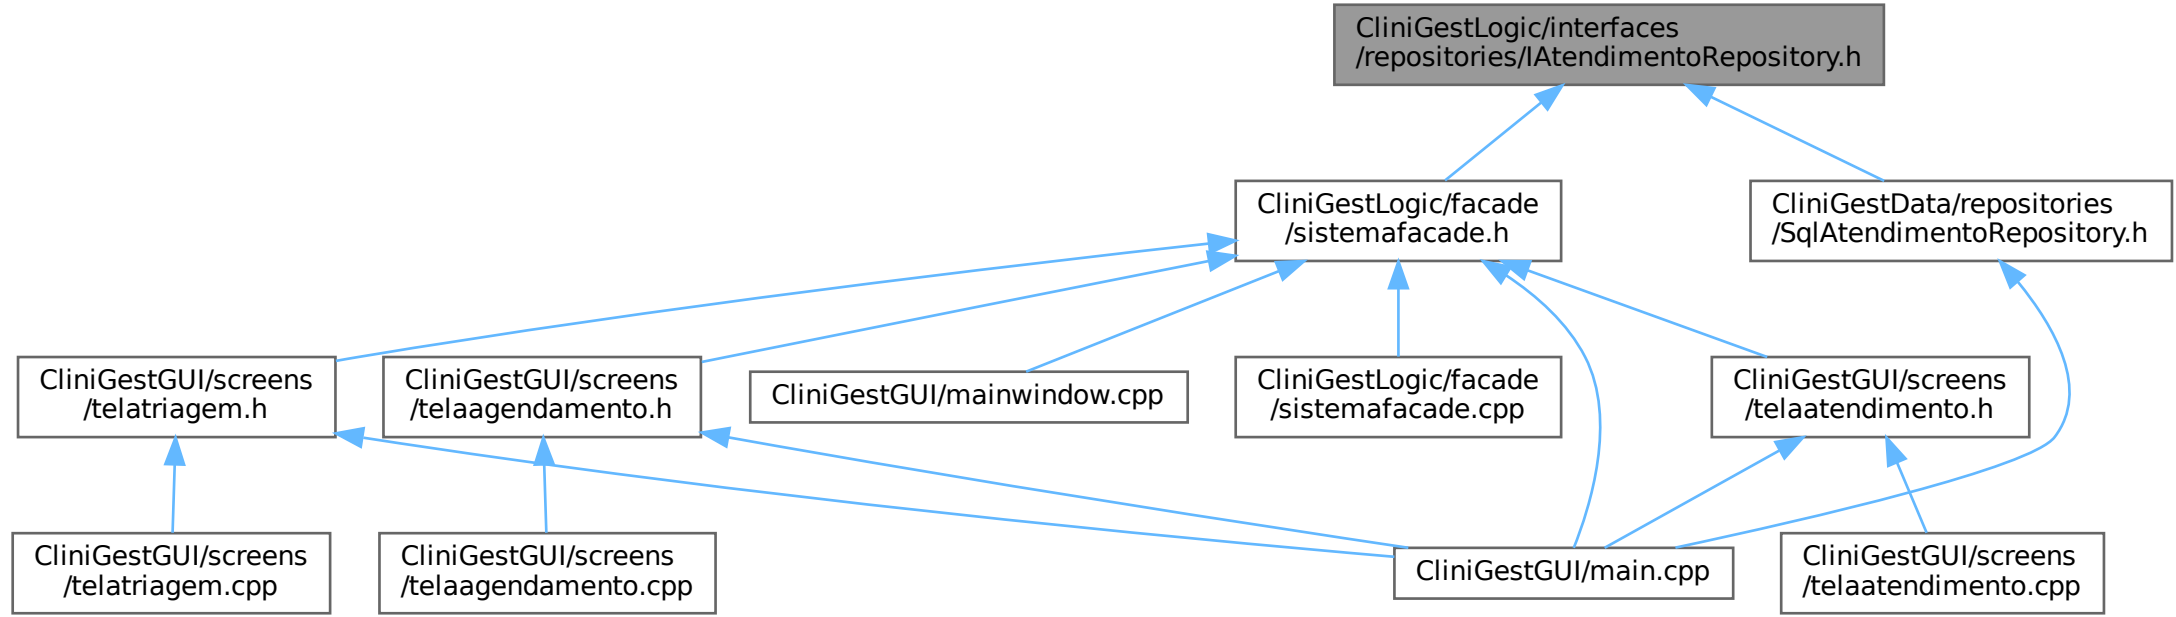 CliniGestLogic/interfaces
/repositories/IAtendimentoRepository.h
CliniGestLogic/facade
/sistemafacade.h
CliniGestData/repositories
/SqlAtendimentoRepository.h
CliniGestGUI/screens
/telatriagem.h
CliniGestGUI/screens
/telaagendamento.h
CliniGestGUI/mainwindow.cpp
CliniGestLogic/facade
/sistemafacade.cpp
CliniGestGUI/screens
/telaatendimento.h
CliniGestGUI/screens
/telatriagem.cpp
CliniGestGUI/screens
/telaagendamento.cpp
CliniGestGUI/main.cpp
CliniGestGUI/screens
/telaatendimento.cpp